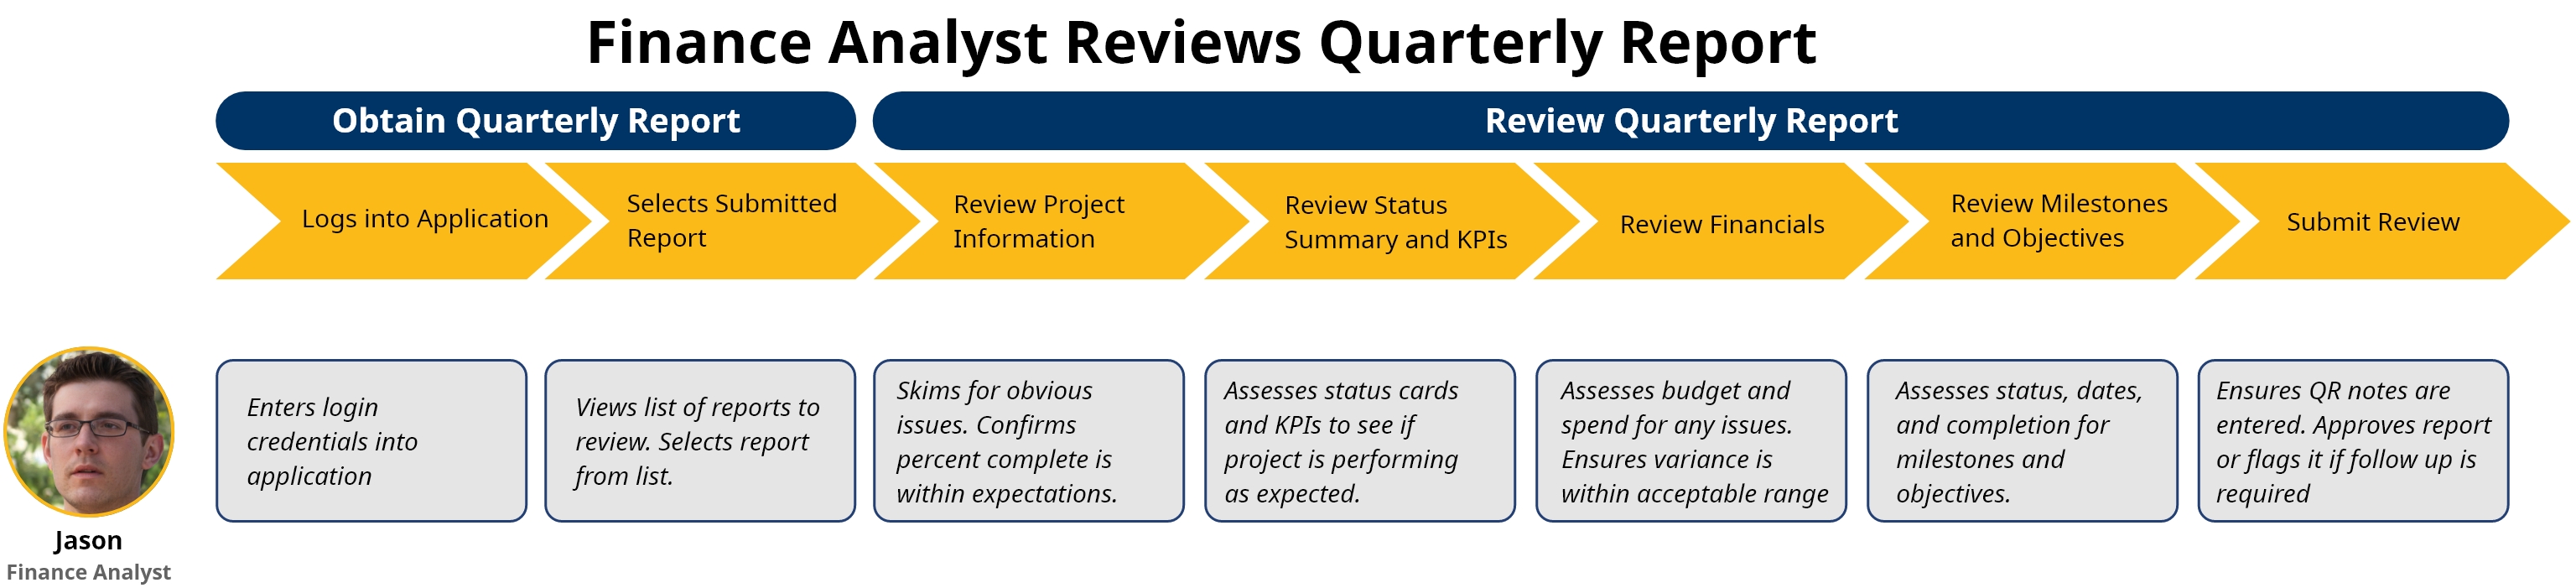 Finance Analyst Reviews Quarterly Report
Obtain Quarterly Report
Review Quarterly Report
Logs into Application
Selects Submitted
Report
Review Project
Information
Review Status
Summary and KPIs
Review Financials
Review Milestones
and Objectives
Submit Review
Jason
Finance Analyst
Enters login
credentials into
application
Views list of reports to
review. Selects report
from list.
Skims for obvious
issues. Confirms
percent complete is
within expectations.
Assesses status cards
and KPIs to see if
project is performing
as expected.
Assesses budget and
spend for any issues.
Ensures variance is
within acceptable range
Assesses status, dates,
and completion for
milestones and
objectives.
Ensures QR notes are
entered. Approves report
or flags it if follow up is
required